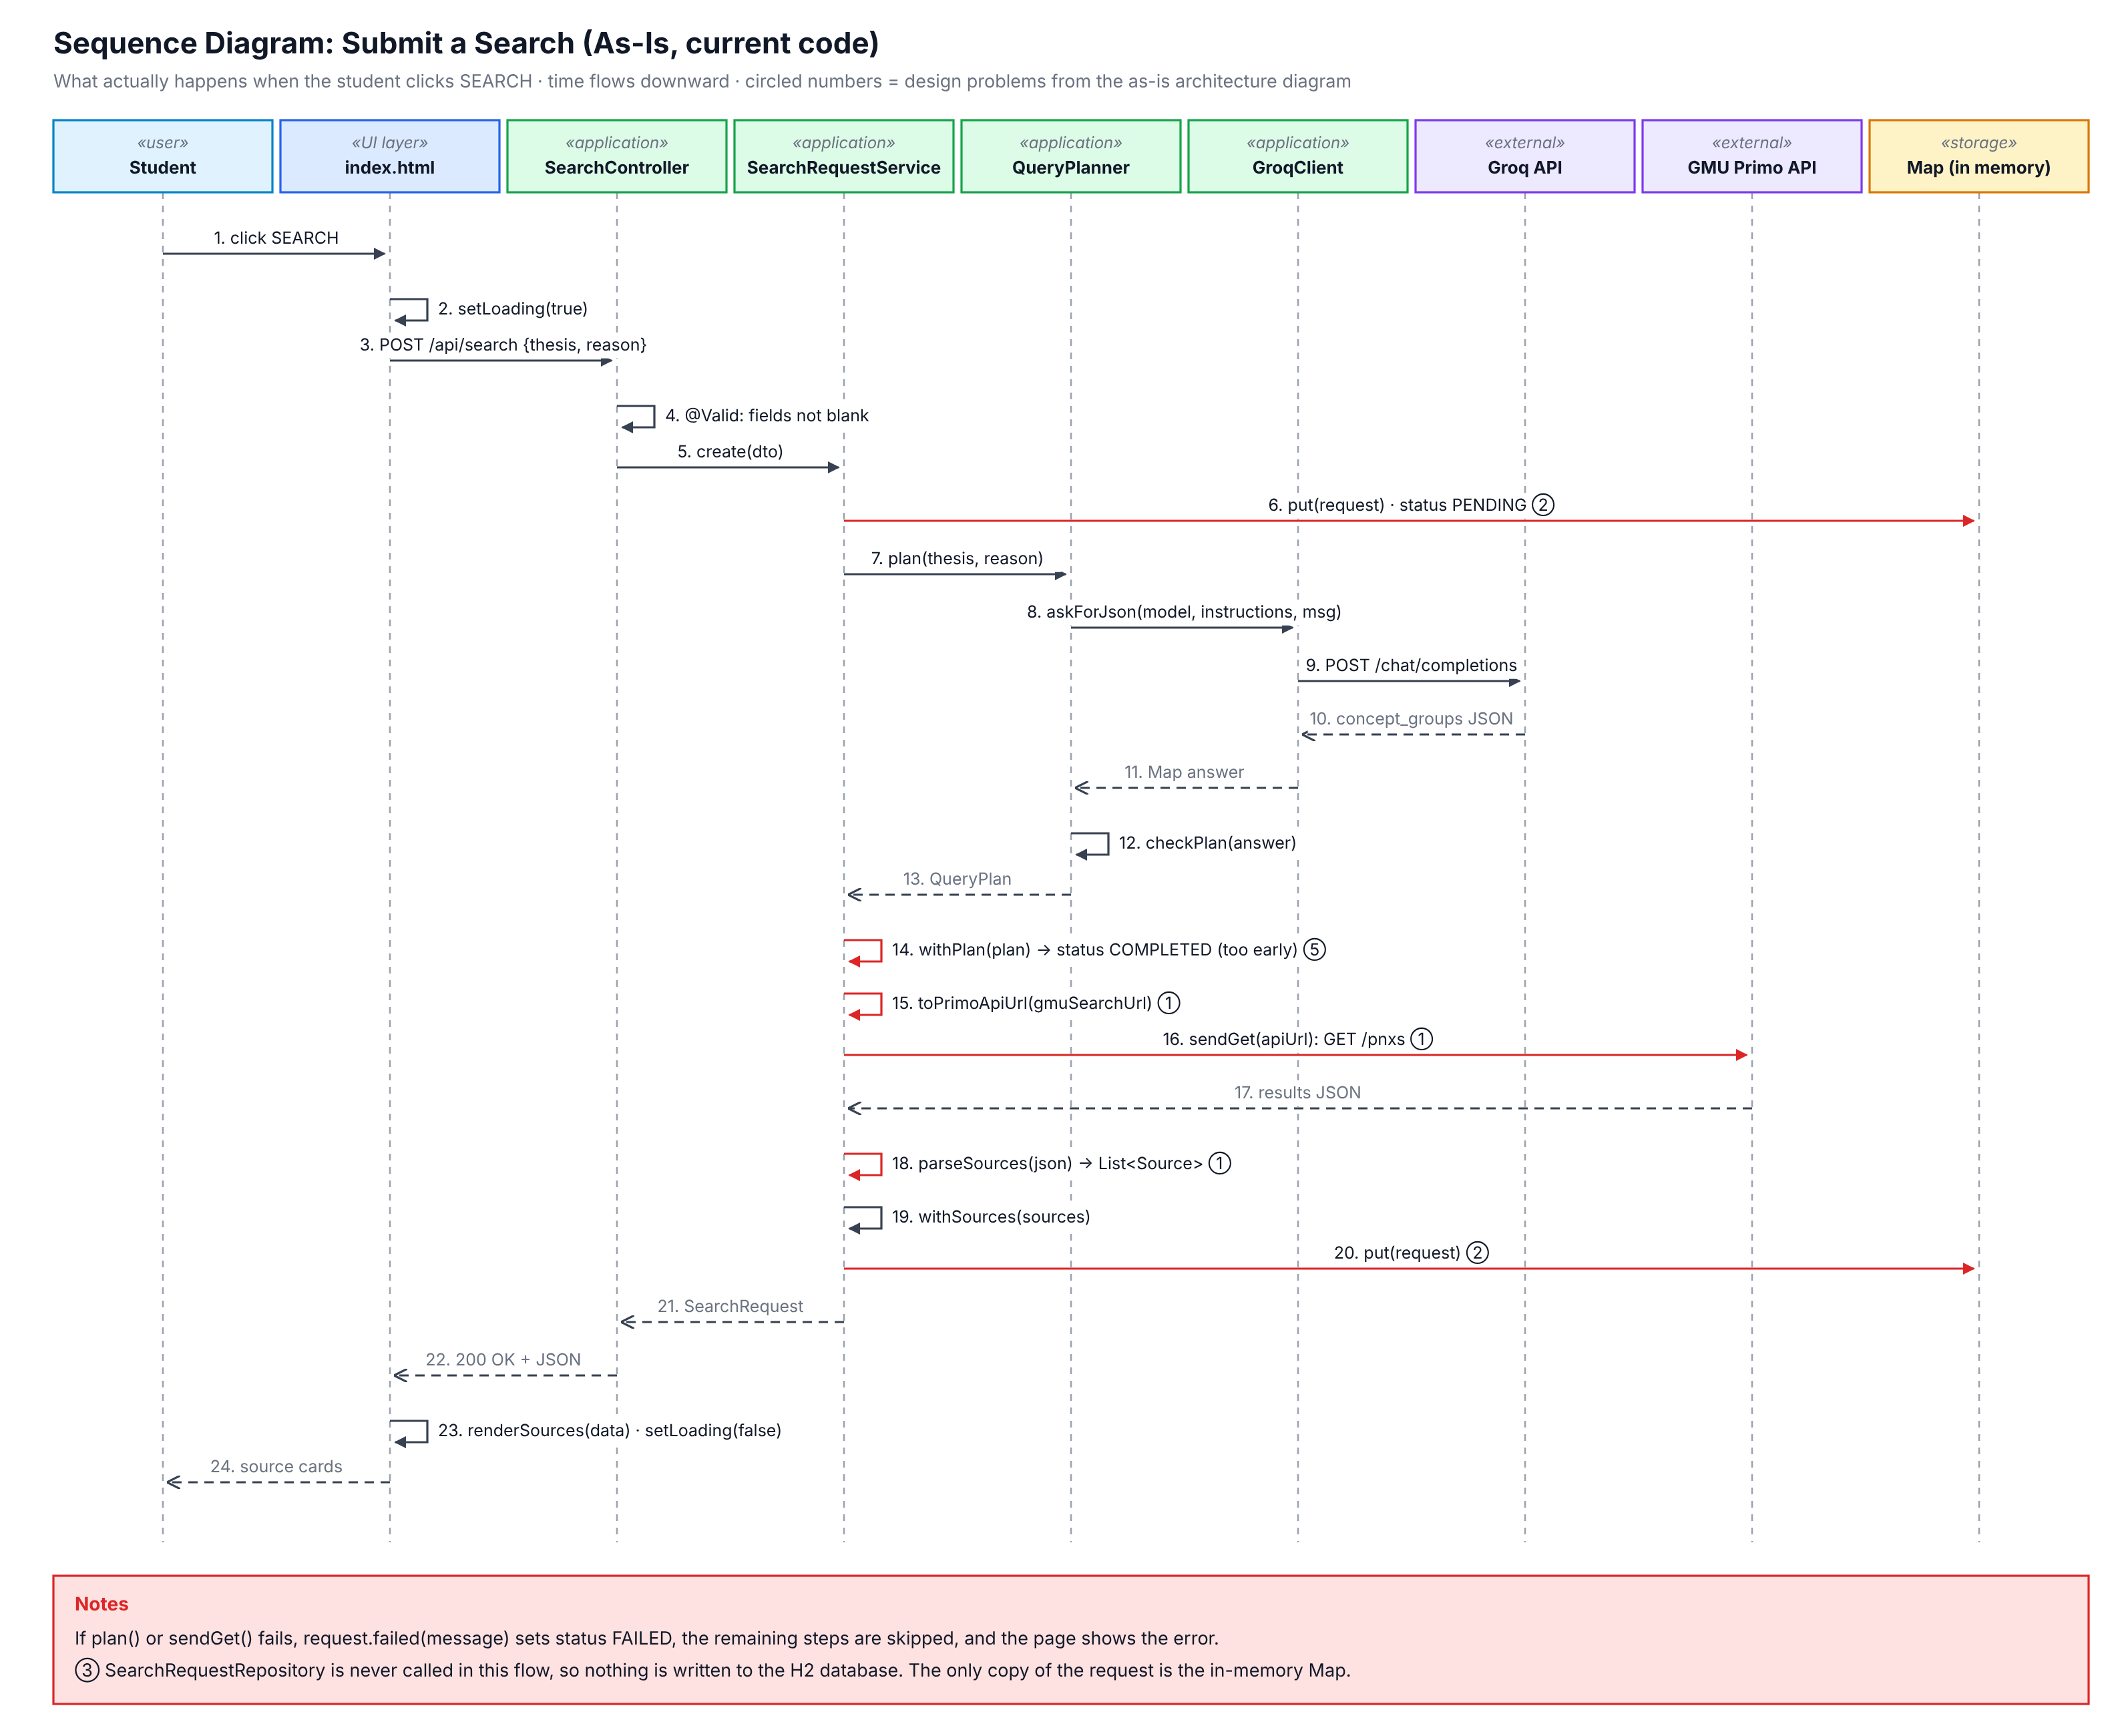 Sequence Diagram: Submit a Search (As-Is, current code)
What actually happens when the student clicks SEARCH · time flows downward · circled numbers = design problems from the as-is architecture diagram
«user»
Student
«UI layer»
index.html
«application»
SearchController
«application»
SearchRequestService
«application»
QueryPlanner
«application»
GroqClient
«external»
Groq API
«external»
GMU Primo API
«storage»
Map (in memory)
1. click SEARCH
2. setLoading(true)
3. POST /api/search {thesis, reason}
4. @Valid: fields not blank
5. create(dto)
6. put(request) · status PENDING ②
7. plan(thesis, reason)
8. askForJson(model, instructions, msg)
9. POST /chat/completions
10. concept_groups JSON
11. Map answer
12. checkPlan(answer)
13. QueryPlan
14. withPlan(plan) → status COMPLETED (too early) ⑤
15. toPrimoApiUrl(gmuSearchUrl) ①
16. sendGet(apiUrl): GET /pnxs ①
17. results JSON
18. parseSources(json) → List<Source> ①
19. withSources(sources)
20. put(request) ②
21. SearchRequest
22. 200 OK + JSON
23. renderSources(data) · setLoading(false)
24. source cards
Notes
If plan() or sendGet() fails, request.failed(message) sets status FAILED, the remaining steps are skipped, and the page shows the error.
③ SearchRequestRepository is never called in this flow, so nothing is written to the H2 database. The only copy of the request is the in-memory Map.